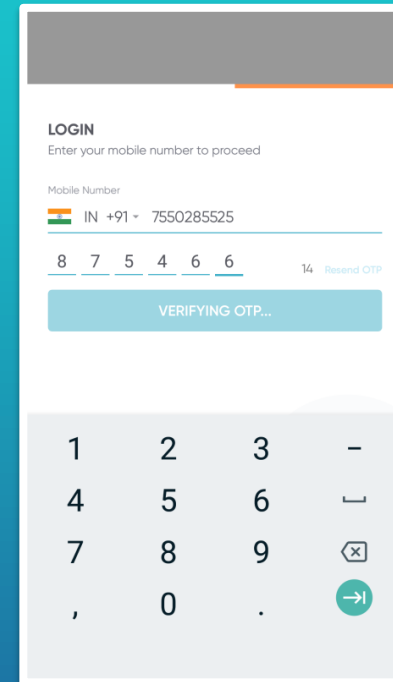 LOGIN
Enter your mobile number to proceed
Mobile Number
IN +91 7550285525
8 7 5 4 6 6 14 Resend OTP
VERIFYING OTP...
1 2 3 -
4 5 6
7 8 9
, 0 .